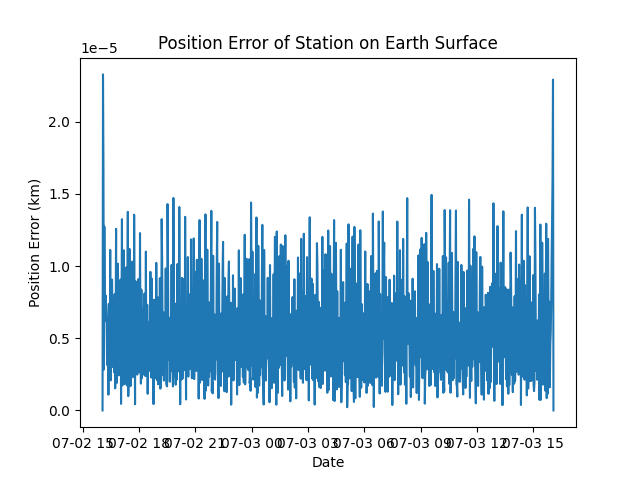 Position Error of Station on Earth Surface
1e−5
2.0
1.5
1.0
0.5
0.0
Position Error (km)
07-02 15 07-02 18 07-02 21 07-03 00 07-03 03 07-03 06 07-03 09 07-03 12 07-03 15
Date